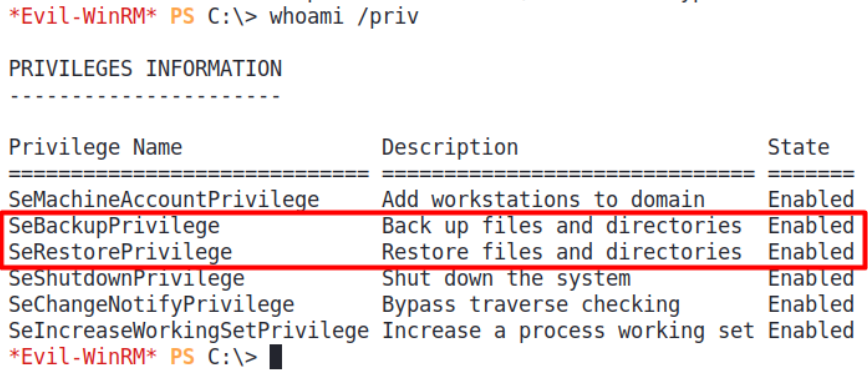 *Evil-WinRM* PS C:\> whoami /priv
PRIVILEGES INFORMATION
----------------------
Privilege Name                Description                    State
============================= ============================== =======
SeMachineAccountPrivilege     Add workstations to domain     Enabled
SeBackupPrivilege             Back up files and directories  Enabled
SeRestorePrivilege            Restore files and directories  Enabled
SeShutdownPrivilege           Shut down the system           Enabled
SeChangeNotifyPrivilege       Bypass traverse checking       Enabled
SeIncreaseWorkingSetPrivilege Increase a process working set Enabled
*Evil-WinRM* PS C:\>